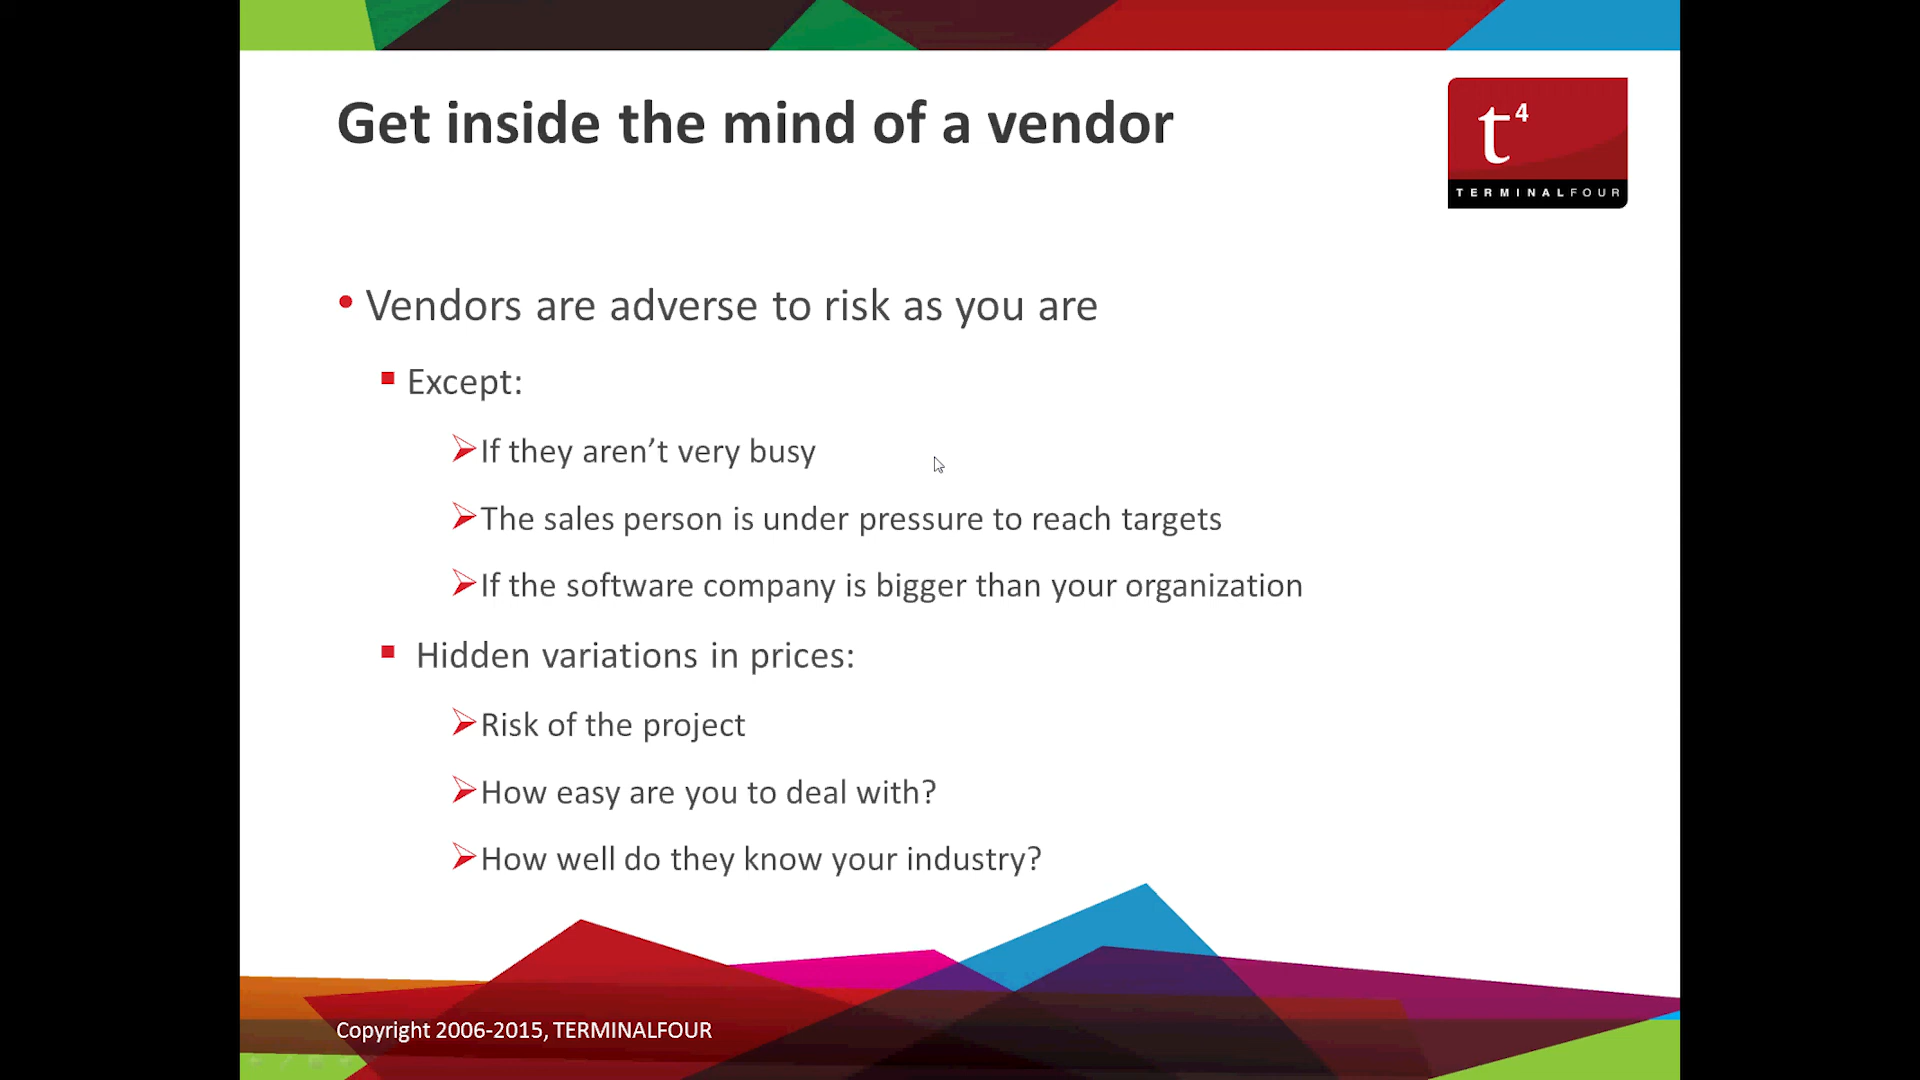 Get inside the mind of a vendor
t4
TERMINALFOUR
• Vendors are adverse to risk as you are
▪ Except:
➢If they aren’t very busy
➢The sales person is under pressure to reach targets
➢If the software company is bigger than your organization
▪ Hidden variations in prices:
➢Risk of the project
➢How easy are you to deal with?
➢How well do they know your industry?
Copyright 2006-2015, TERMINALFOUR